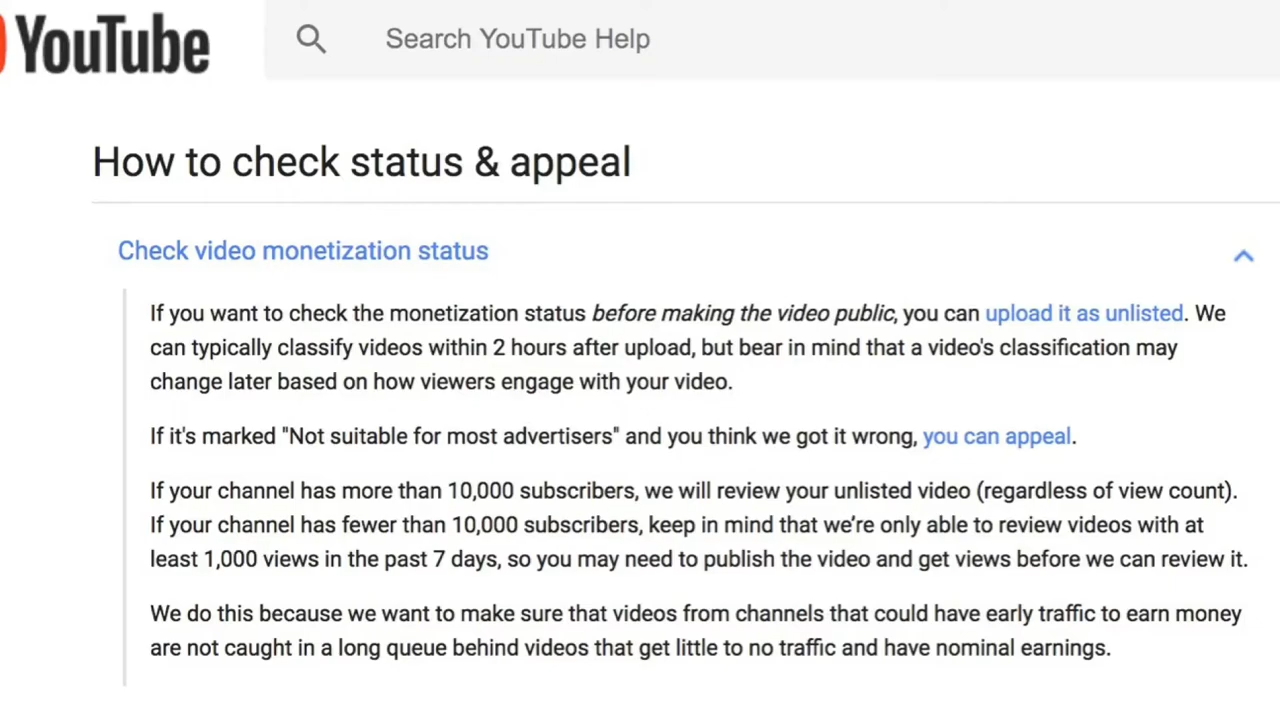 YouTube
Search YouTube Help
How to check status & appeal
Check video monetization status
If you want to check the monetization status before making the video public, you can upload it as unlisted. We
can typically classify videos within 2 hours after upload, but bear in mind that a video's classification may
change later based on how viewers engage with your video.
If it's marked "Not suitable for most advertisers" and you think we got it wrong, you can appeal.
If your channel has more than 10,000 subscribers, we will review your unlisted video (regardless of view count).
If your channel has fewer than 10,000 subscribers, keep in mind that we’re only able to review videos with at
least 1,000 views in the past 7 days, so you may need to publish the video and get views before we can review it.
We do this because we want to make sure that videos from channels that could have early traffic to earn money
are not caught in a long queue behind videos that get little to no traffic and have nominal earnings.